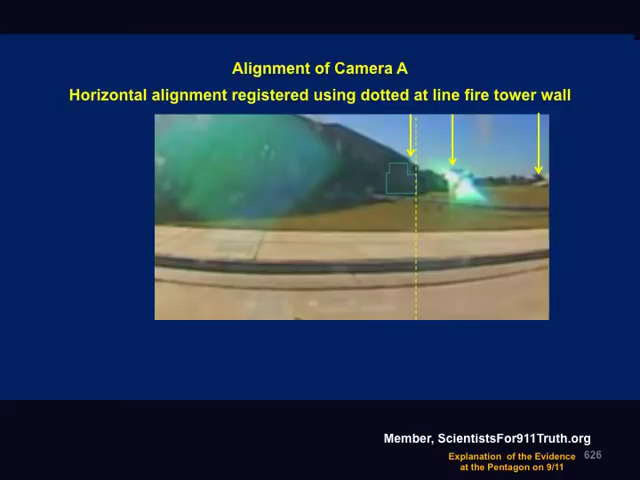 Alignment of Camera A
Horizontal alignment registered using dotted at line fire tower wall
Member, ScientistsFor911Truth.org
Explanation of the Evidence
at the Pentagon on 9/11
626